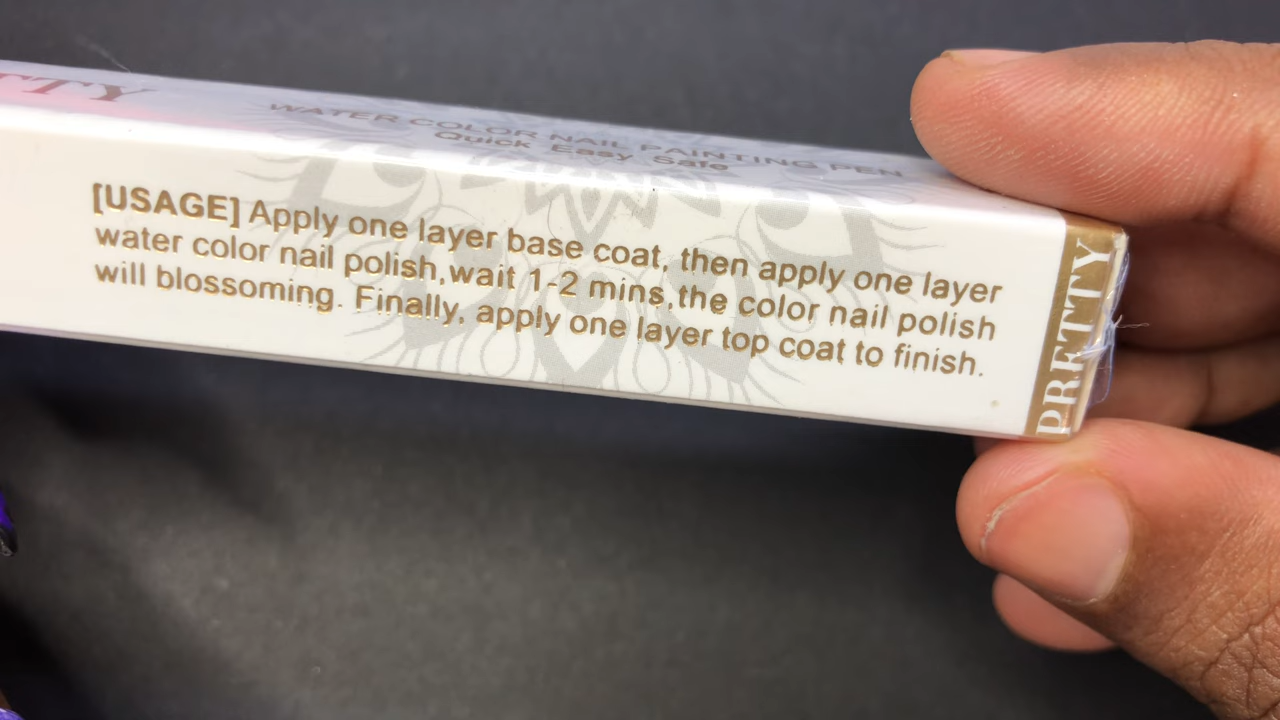 TTY
WATER COLOR NAIL PAINTING PEN
Quick Easy Safe
[USAGE] Apply one layer base coat, then apply one layer
water color nail polish,wait 1-2 mins,the color nail polish
will blossoming. Finally, apply one layer top coat to finish.
PRETTY